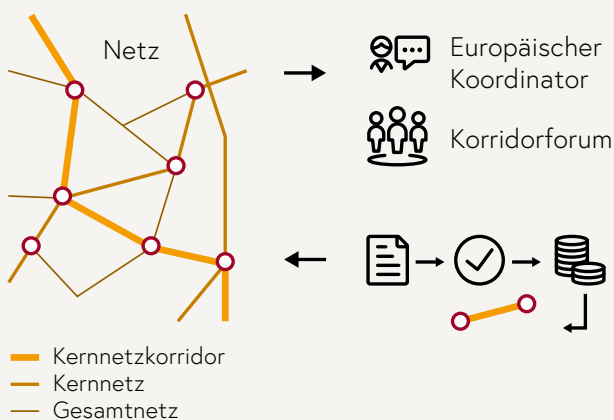 Netz
Europäischer
Koordinator
Korridorforum
Kernnetzkorridor
Kernnetz
Gesamtnetz